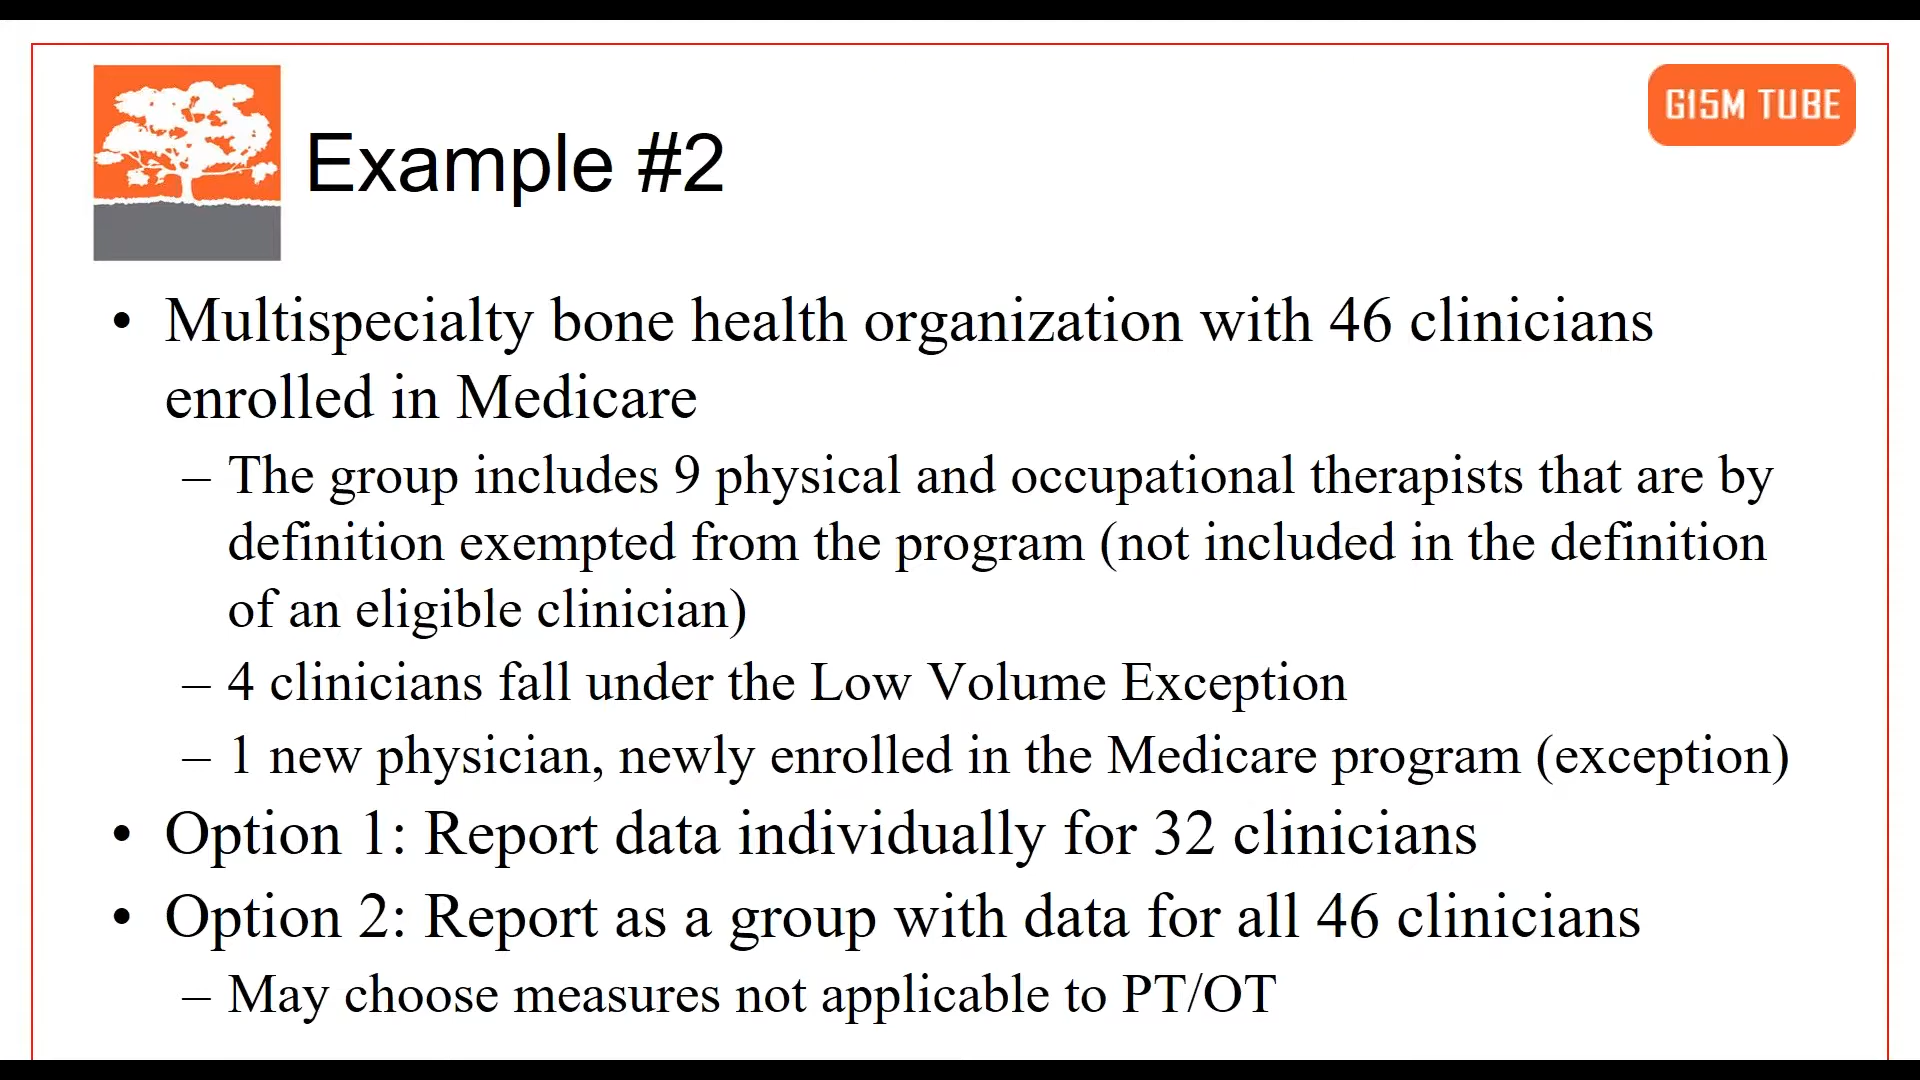 G15M TUBE
Example #2
• Multispecialty bone health organization with 46 clinicians
enrolled in Medicare
– The group includes 9 physical and occupational therapists that are by
definition exempted from the program (not included in the definition
of an eligible clinician)
– 4 clinicians fall under the Low Volume Exception
– 1 new physician, newly enrolled in the Medicare program (exception)
• Option 1: Report data individually for 32 clinicians
• Option 2: Report as a group with data for all 46 clinicians
– May choose measures not applicable to PT/OT